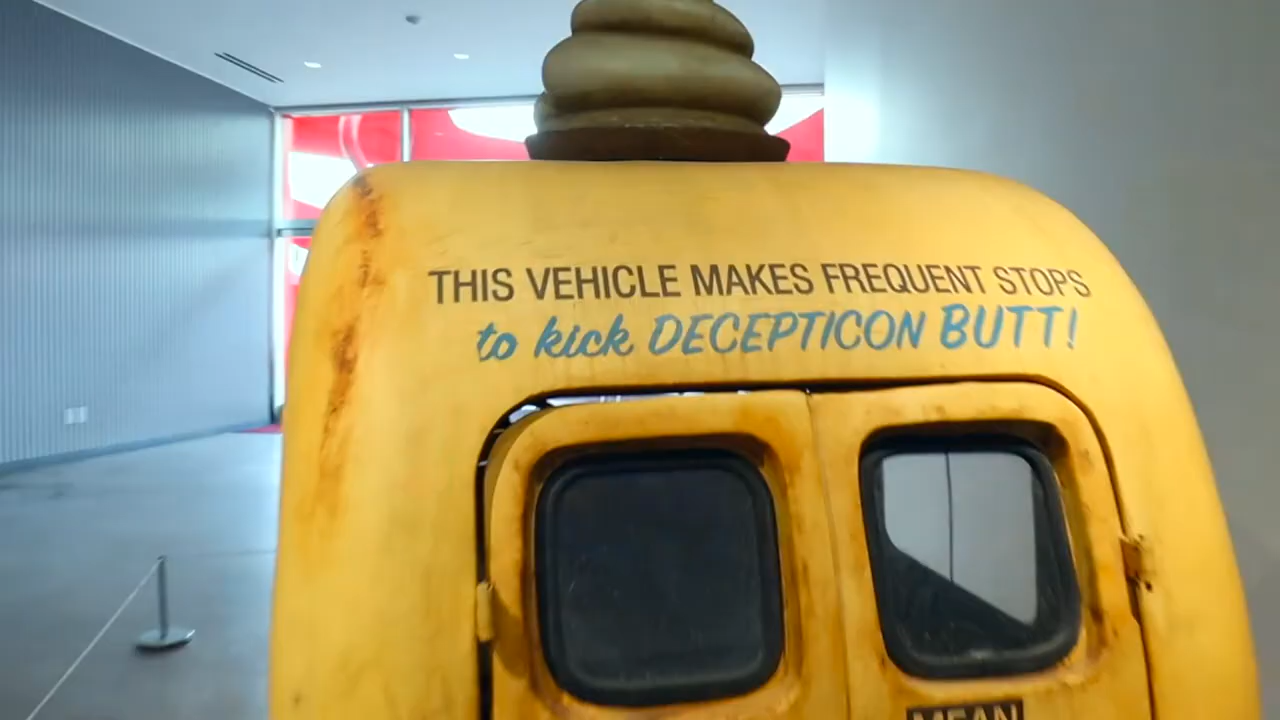 THIS VEHICLE MAKES FREQUENT STOPS
to kick DECEPTICON BUTT!
MEAN